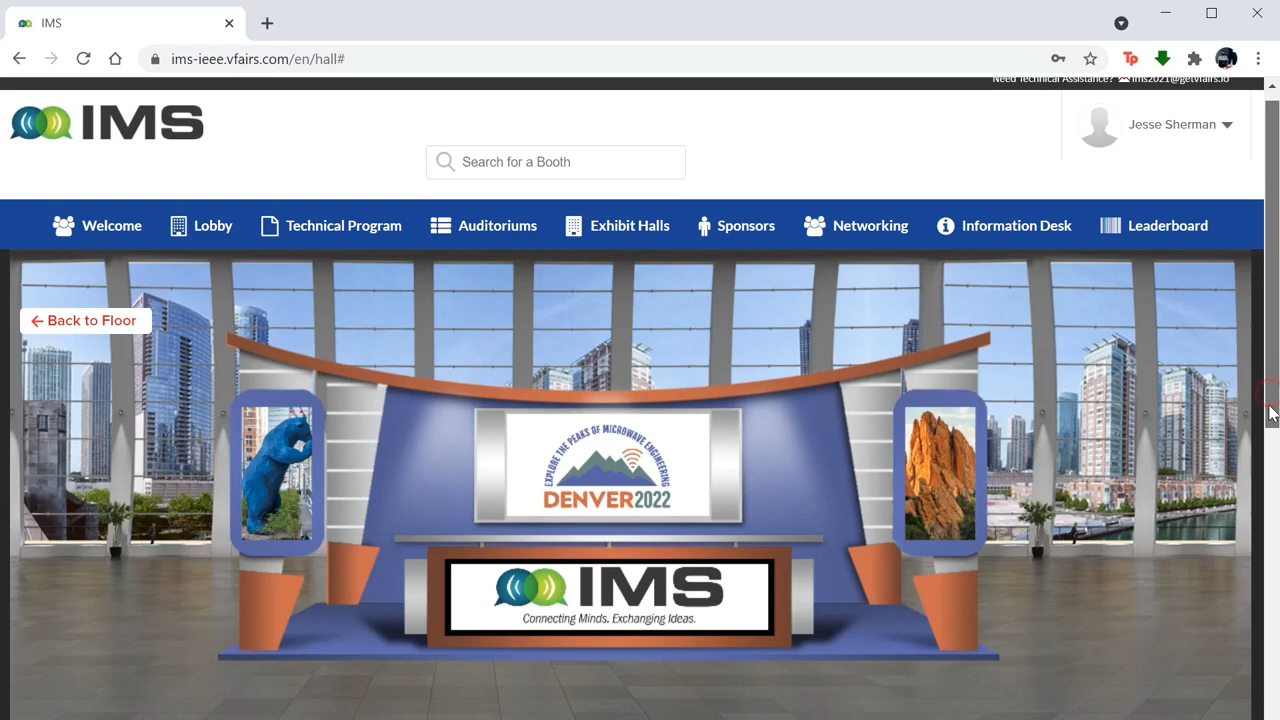 IMS
ims-ieee.vfairs.com/en/hall#
Need Technical Assistance? ims2021@getvfairs.io
IMS
Jesse Sherman
Search for a Booth
Welcome Lobby Technical Program Auditoriums Exhibit Halls Sponsors Networking Information Desk Leaderboard
Back to Floor
EXPLORE THE PEAKS OF MICROWAVE ENGINEERING
DENVER2022
IMS
Connecting Minds. Exchanging Ideas.